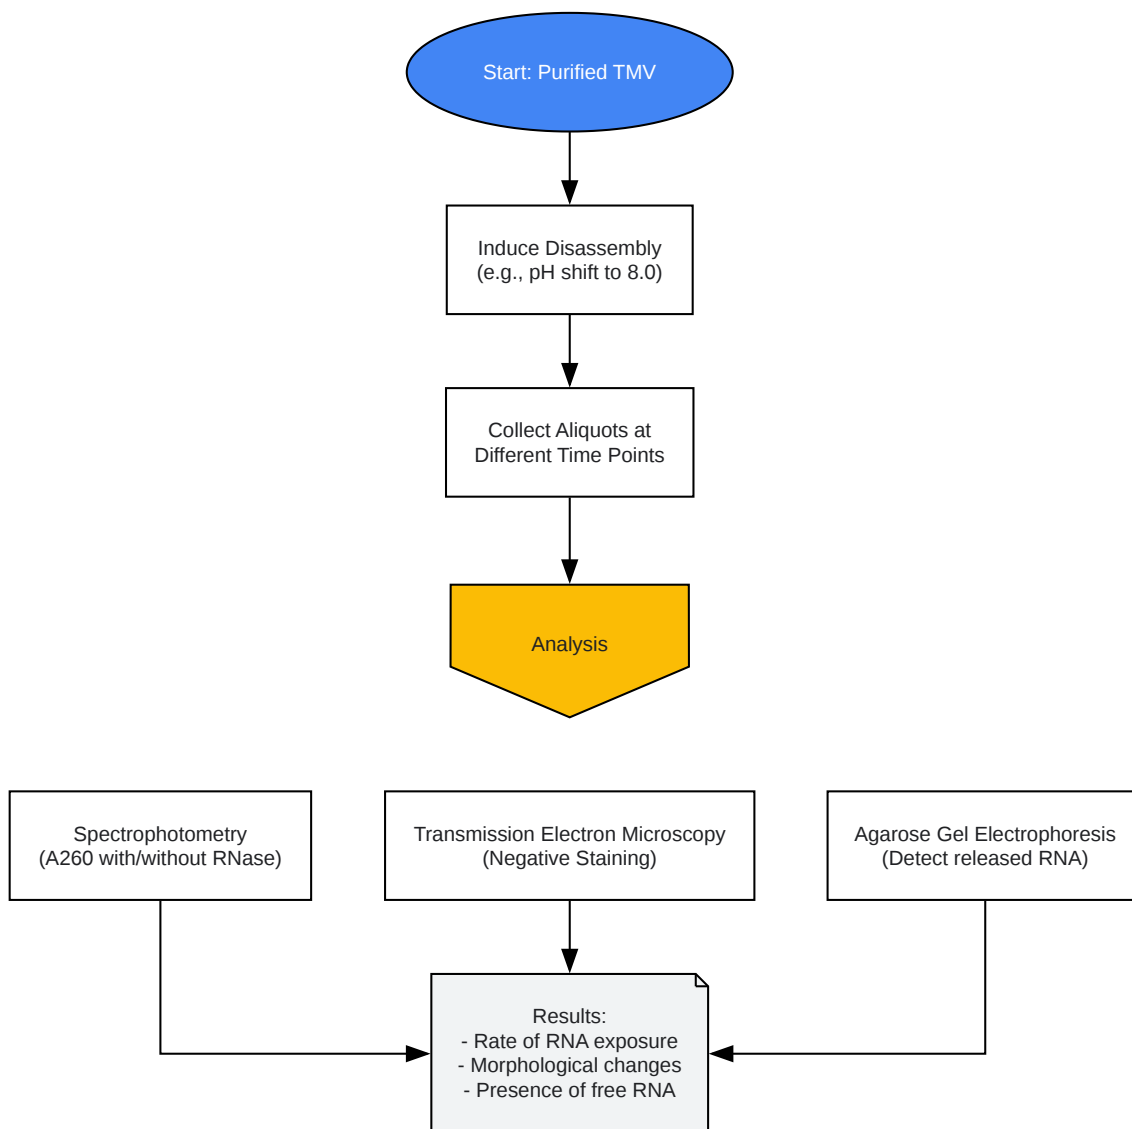 Start: Purified TMV
Induce Disassembly
(e.g., pH shift to 8.0)
Collect Aliquots at
Different Time Points
Analysis
Spectrophotometry
(A260 with/without RNase)
Transmission Electron Microscopy
(Negative Staining)
Agarose Gel Electrophoresis
(Detect released RNA)
Results:
- Rate of RNA exposure
- Morphological changes
- Presence of free RNA